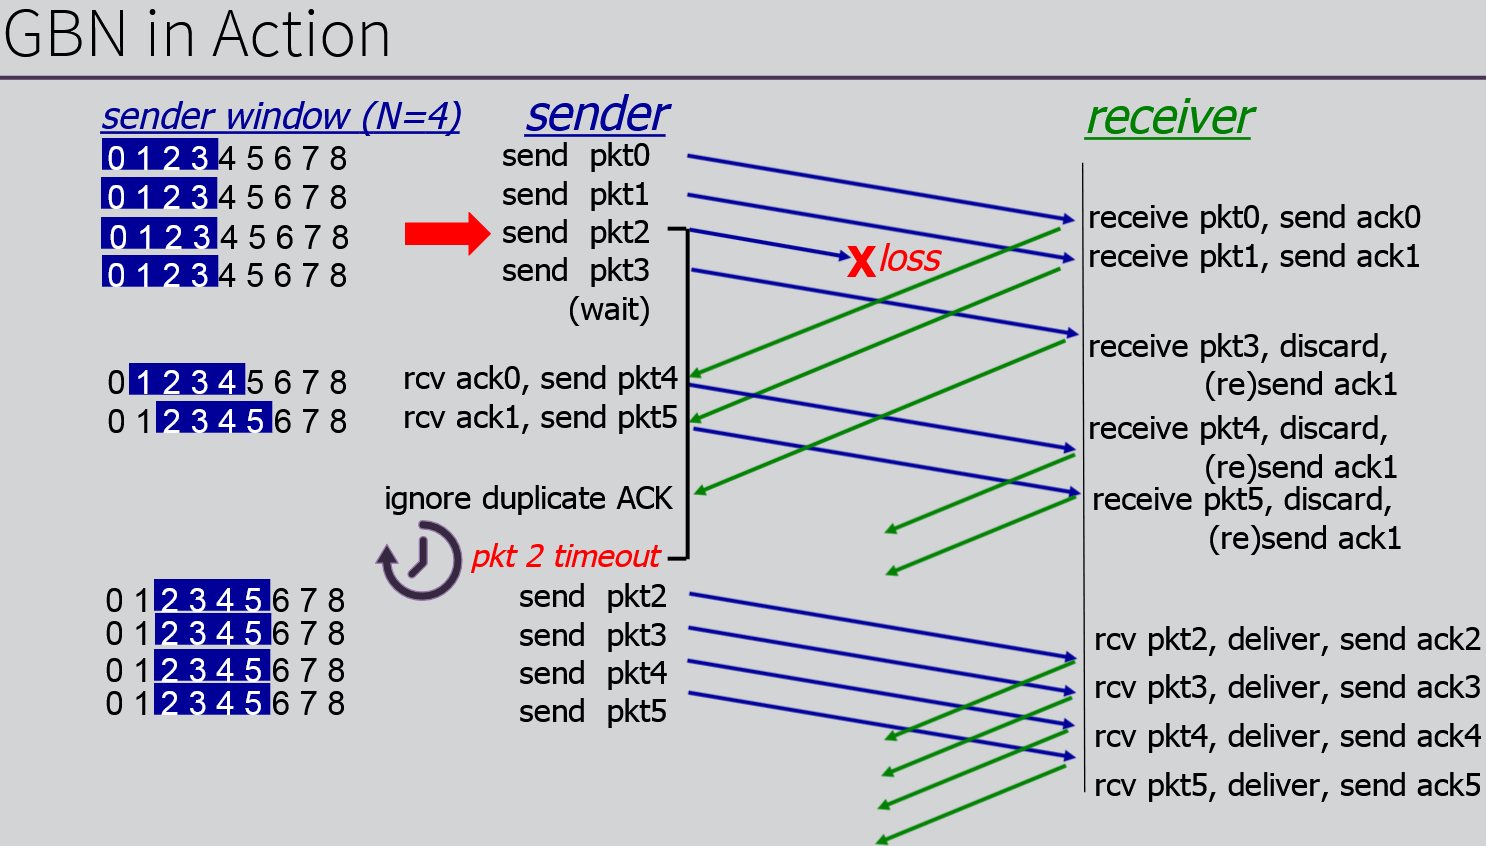 GBN in Action
sender window (N=4)
sender
receiver
0 1 2 3 4 5 6 7 8
send pkt0
0 1 2 3 4 5 6 7 8
send pkt1
receive pkt0, send ack0
0 1 2 3 4 5 6 7 8
send pkt2
X loss
receive pkt1, send ack1
0 1 2 3 4 5 6 7 8
send pkt3
(wait)
receive pkt3, discard,
(re)send ack1
0 1 2 3 4 5 6 7 8
rcv ack0, send pkt4
0 1 2 3 4 5 6 7 8
rcv ack1, send pkt5
receive pkt4, discard,
(re)send ack1
ignore duplicate ACK
receive pkt5, discard,
(re)send ack1
pkt 2 timeout
0 1 2 3 4 5 6 7 8
send pkt2
0 1 2 3 4 5 6 7 8
send pkt3
rcv pkt2, deliver, send ack2
0 1 2 3 4 5 6 7 8
send pkt4
rcv pkt3, deliver, send ack3
0 1 2 3 4 5 6 7 8
send pkt5
rcv pkt4, deliver, send ack4
rcv pkt5, deliver, send ack5